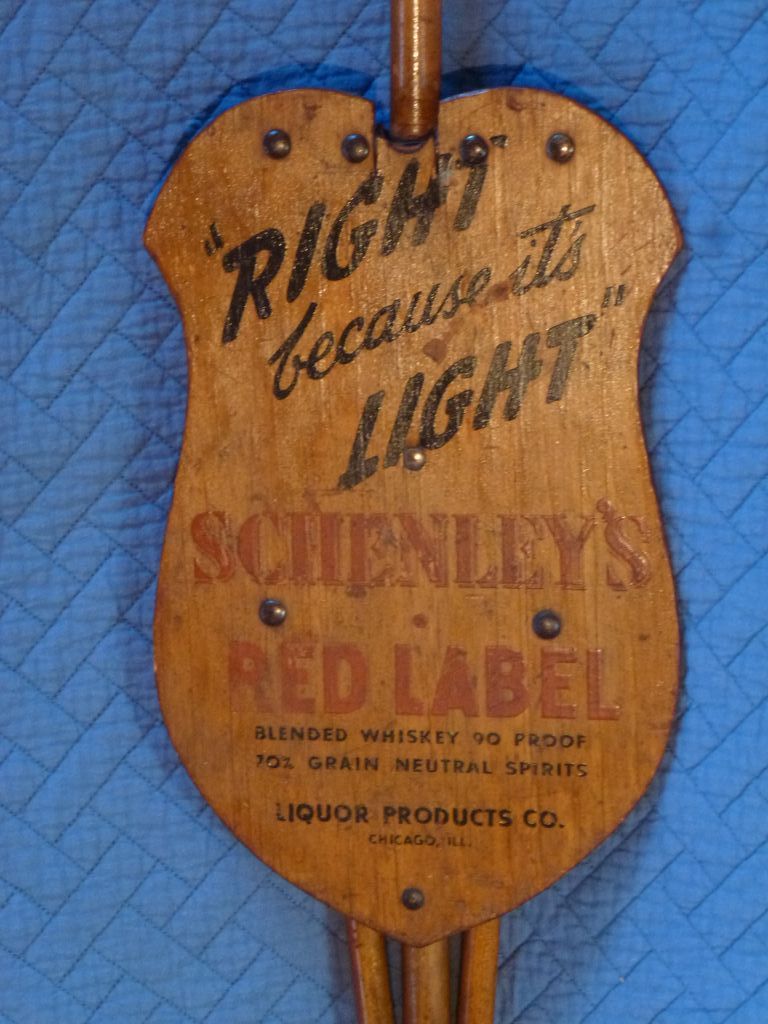 "RIGHT
because it's
LIGHT"
SCHENLEY'S
RED LABEL
BLENDED WHISKEY 90 PROOF
70% GRAIN NEUTRAL SPIRITS
LIQUOR PRODUCTS CO.
CHICAGO, ILL.